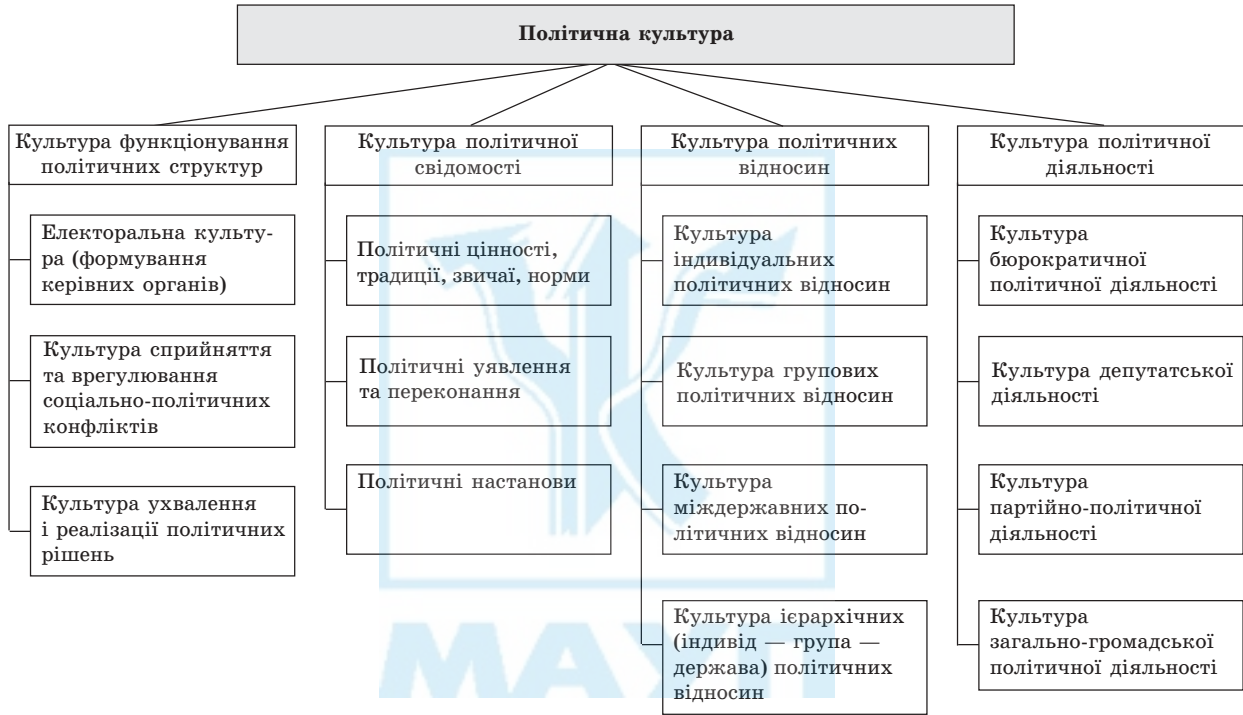 Політична культура
Культура функціонування
політичних структур
Електоральна культу-
ра (формування
керівних органів)
Культура сприйняття
та врегулювання
соціально-політичних
конфліктів
Культура ухвалення
і реалізації політичних
рішень
Культура політичної
свідомості
Політичні цінності,
традиції, звичаї, норми
Політичні уявлення
та переконання
Політичні настанови
Культура політичних
відносин
Культура
індивідуальних
політичних відносин
Культура групових
політичних відносин
Культура
міждержавних по-
літичних відносин
Культура ієрархічних
(індивід — група —
держава) політичних
відносин
Культура політичної
діяльності
Культура
бюрократичної
політичної діяльності
Культура депутатської
діяльності
Культура
партійно-політичної
діяльності
Культура
загально-громадської
політичної діяльності
МАУП